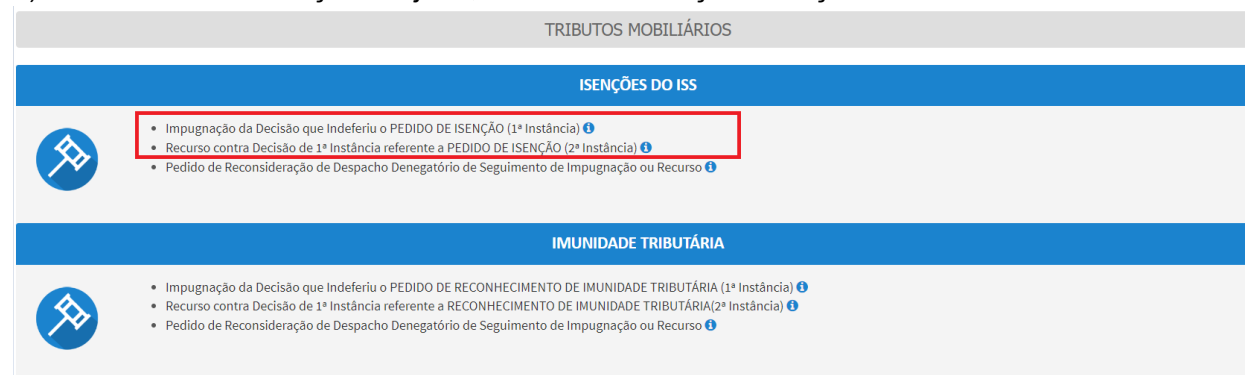 TRIBUTOS MOBILIÁRIOS
ISENÇÕES DO ISS
• Impugnação da Decisão que Indeferiu o PEDIDO DE ISENÇÃO (1ª Instância)
• Recurso contra Decisão de 1ª Instância referente a PEDIDO DE ISENÇÃO (2ª Instância)
• Pedido de Reconsideração de Despacho Denegatório de Seguimento de Impugnação ou Recurso
IMUNIDADE TRIBUTÁRIA
• Impugnação da Decisão que Indeferiu o PEDIDO DE RECONHECIMENTO DE IMUNIDADE TRIBUTÁRIA (1ª Instância)
• Recurso contra Decisão de 1ª Instância referente a RECONHECIMENTO DE IMUNIDADE TRIBUTÁRIA(2ª Instância)
• Pedido de Reconsideração de Despacho Denegatório de Seguimento de Impugnação ou Recurso